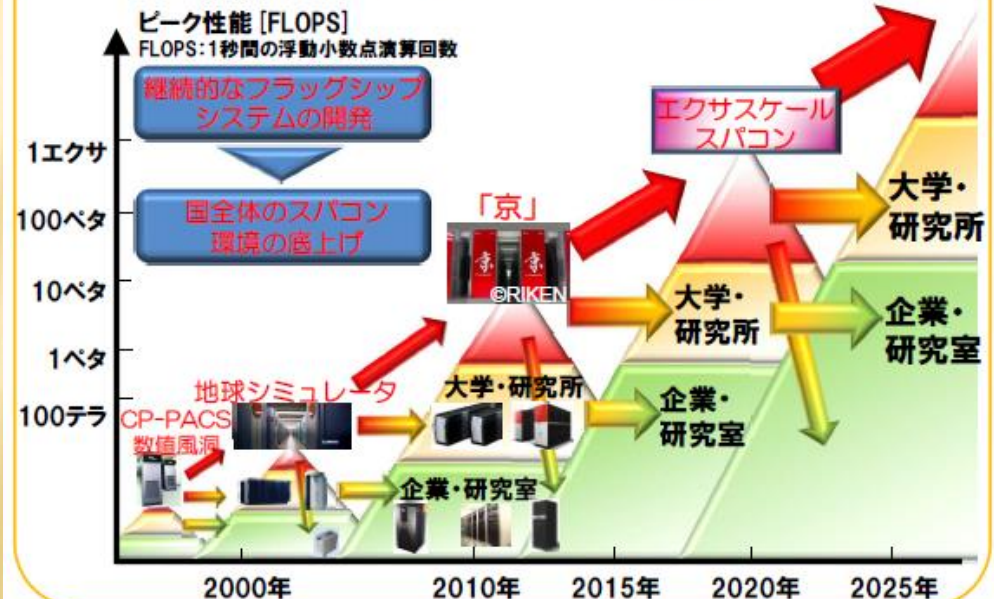 ピーク性能 [FLOPS]
FLOPS:1秒間の浮動小数点演算回数
継続的なフラッグシップ
システムの開発
国全体のスパコン
環境の底上げ
1エクサ
100ペタ
10ペタ
1ペタ
100テラ
エクサスケール
スパコン
「京」
京
京
©RIKEN
大学・
研究所
大学・
研究所
企業・
研究室
地球シミュレータ
大学・研究所
CP-PACS
数値風洞
企業・
研究室
企業・研究室
2000年
2010年
2015年
2020年
2025年